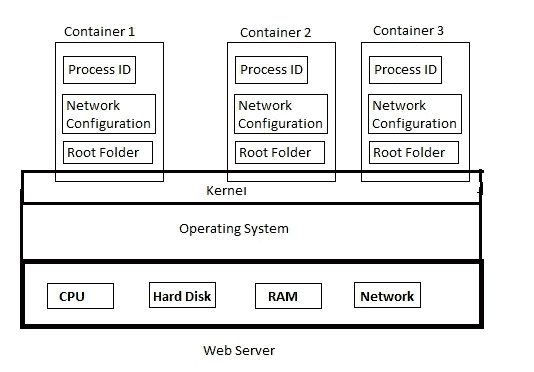 Container 1
Container 2
Container 3
Process ID
Process ID
Process ID
Network
Configuration
Network
Configuration
Network
Configuration
Root Folder
Root Folder
Root Folder
Kernel
Operating System
CPU
Hard Disk
RAM
Network
Web Server